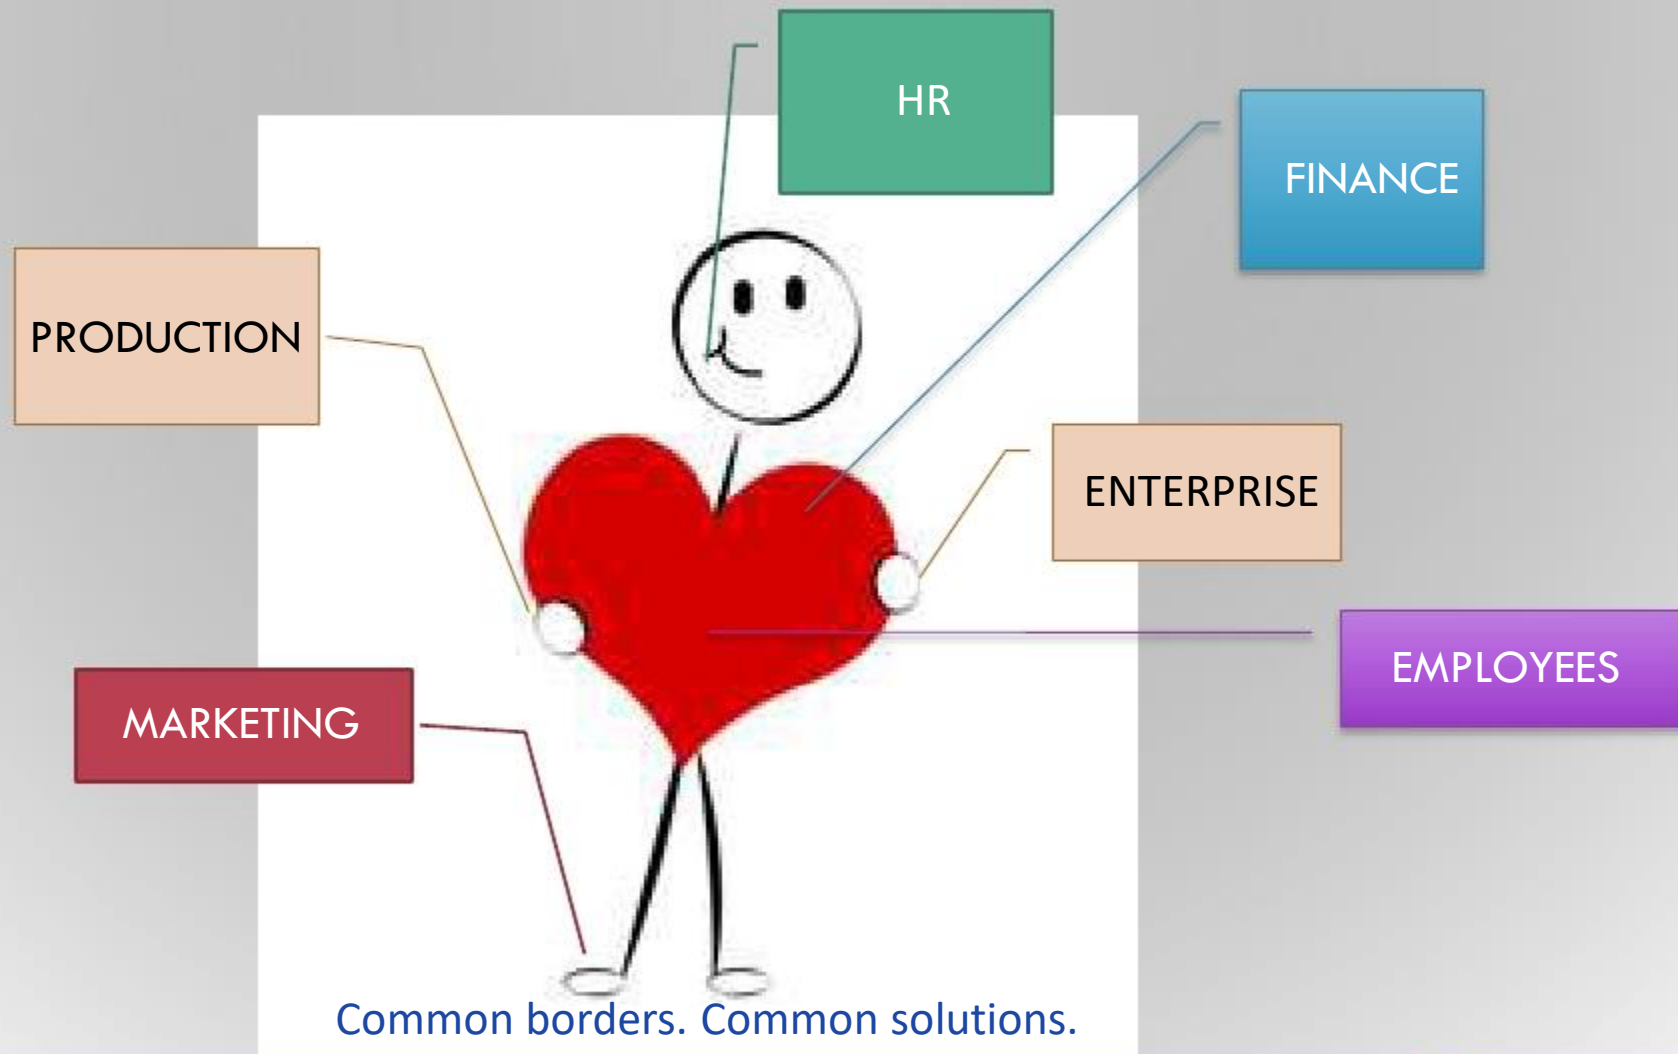 HR
FINANCE
PRODUCTION
ENTERPRISE
EMPLOYEES
MARKETING
Common borders. Common solutions.